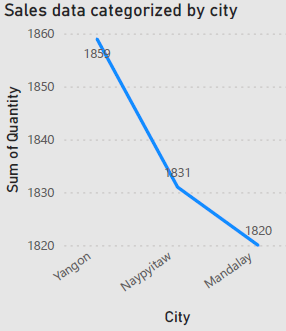 Sales data categorized by city
1860
1859
1850
1840
1831
1830
1820
1820
Sum of Quantity
Yangon
Naypyitaw
Mandalay
City